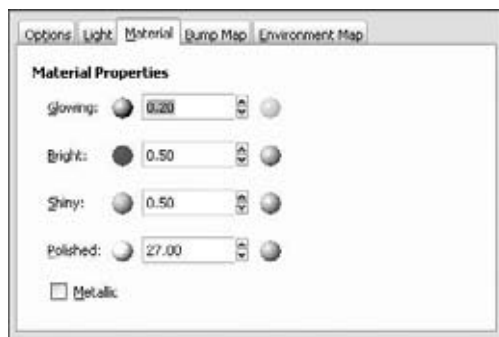 Options Light Material Bump Map Environment Map
Material Properties
Glowing: 0.20
Bright: 0.50
Shiny: 0.50
Polished: 27.00
Metallic